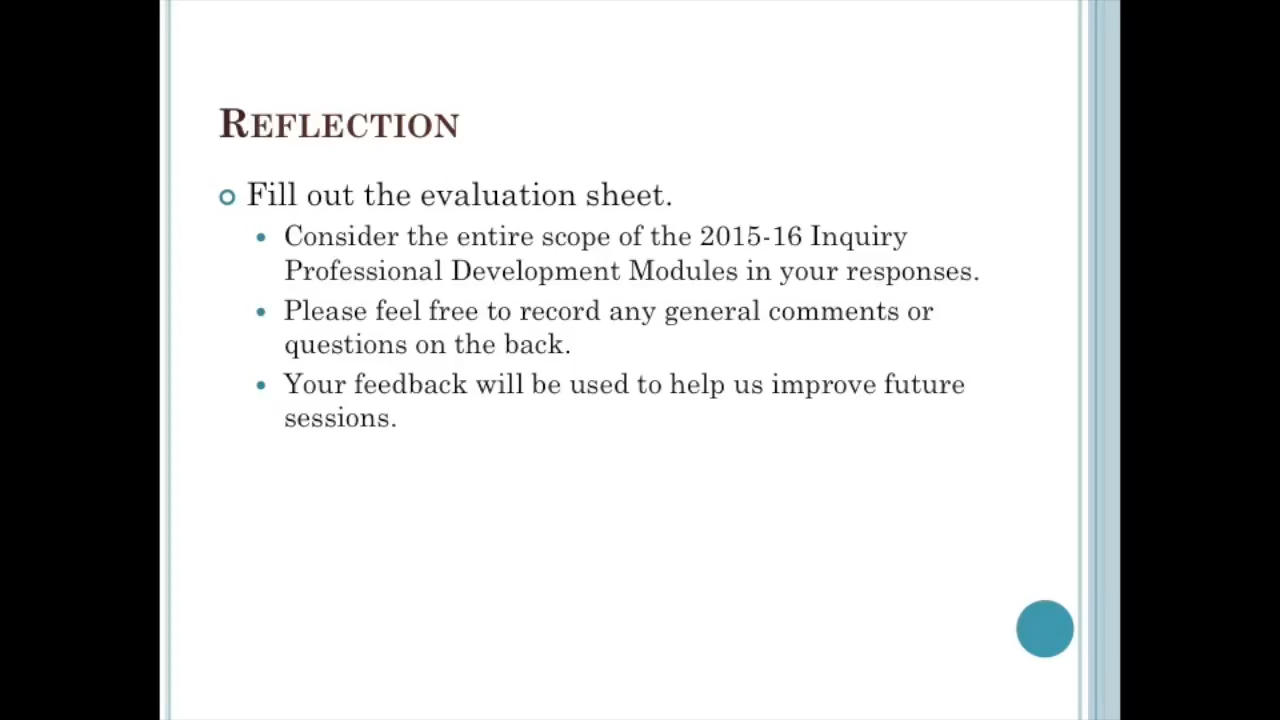 REFLECTION
Fill out the evaluation sheet.
Consider the entire scope of the 2015-16 Inquiry
Professional Development Modules in your responses.
Please feel free to record any general comments or
questions on the back.
Your feedback will be used to help us improve future
sessions.